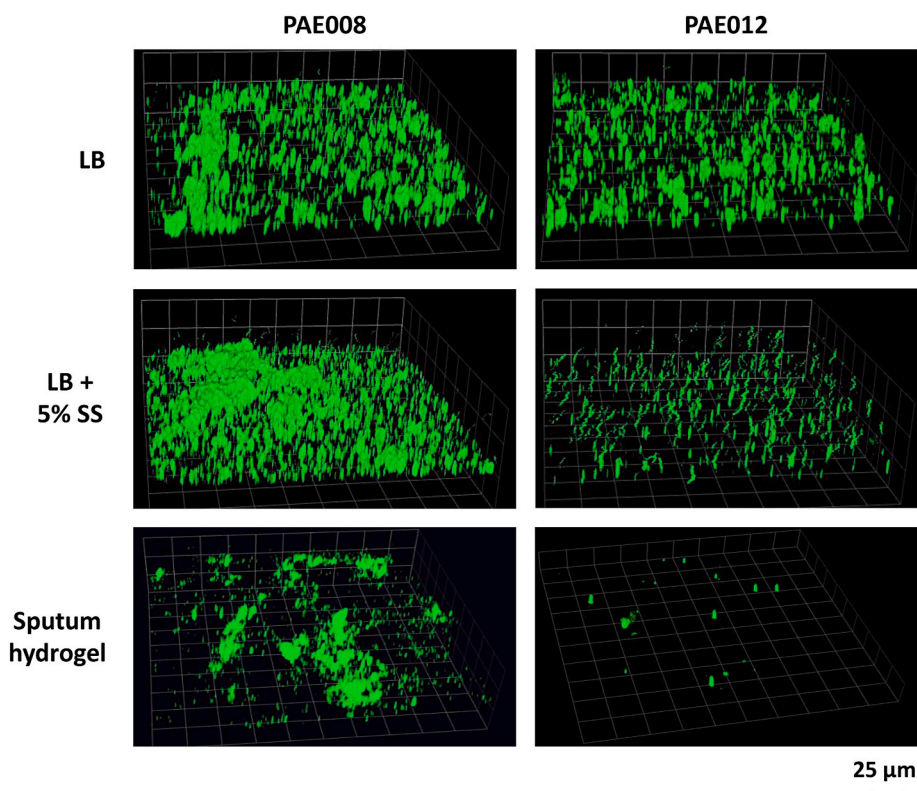 PAE008
PAE012
LB
LB +
5% SS
Sputum
hydrogel
25 μm